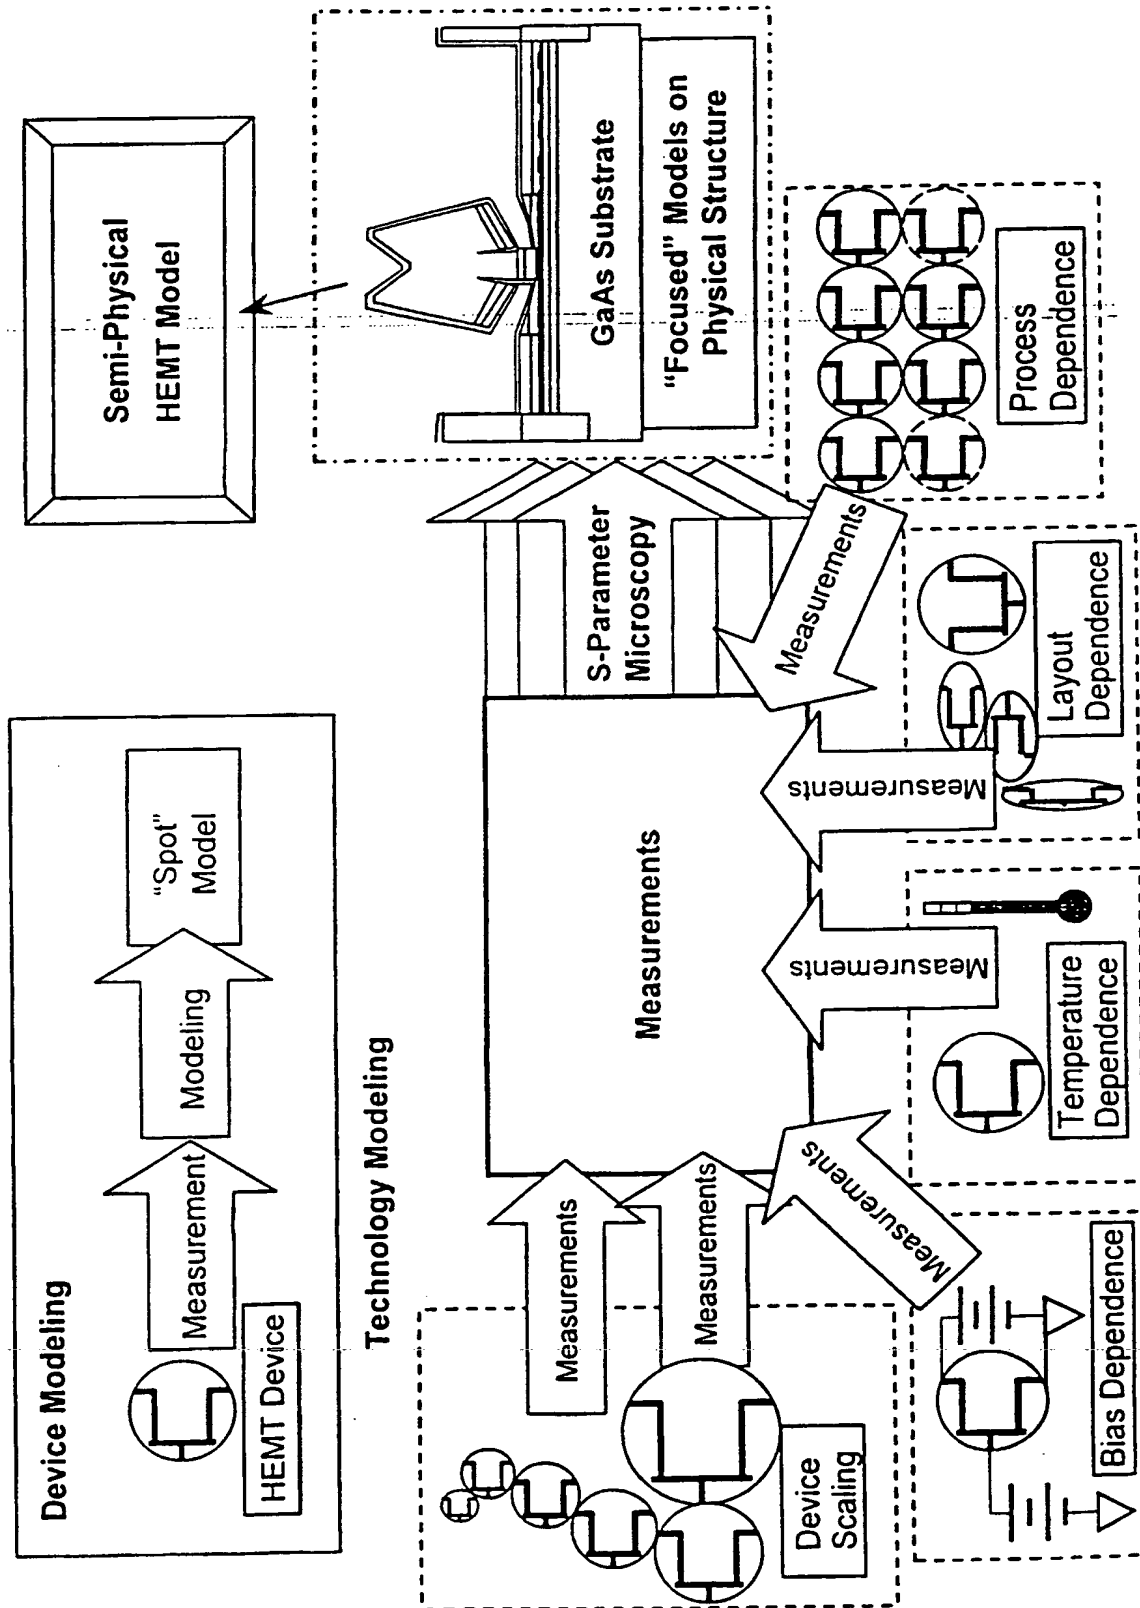 Device Modeling
HEMT Device
Measurement
Modeling
"Spot"
Model
Technology Modeling
Semi-Physical
HEMT Model
Device
Scaling
Measurements
Measurements
Measurements
S-Parameter
Microscopy
GaAs Substrate
"Focused" Models on
Physical Structure
Bias Dependence
Measurements
Temperature
Dependence
Measurements
Layout
Dependence
Measurements
Process
Dependence
Measurements